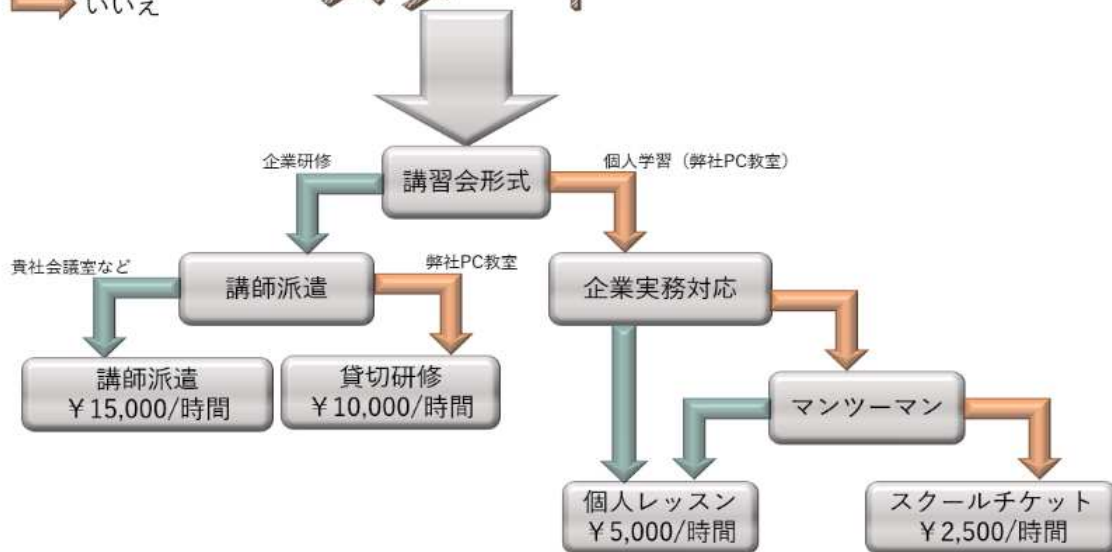 いいえ
スタート
企業研修
講習会形式
個人学習（弊社PC教室）
貴社会議室など
講師派遣
弊社PC教室
企業実務対応
講師派遣
￥15,000/時間
貸切研修
￥10,000/時間
マンツーマン
個人レッスン
￥5,000/時間
スクールチケット
￥2,500/時間